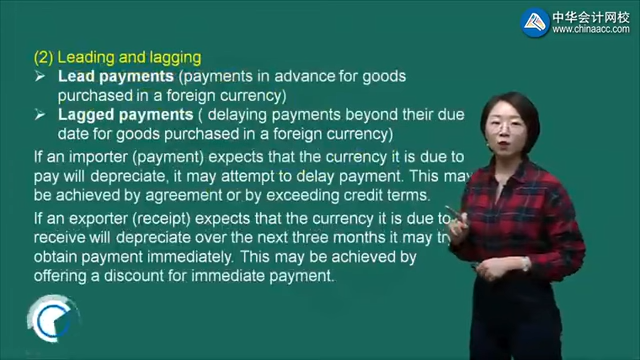 中华会计网校
www.chinaacc.com
(2) Leading and lagging
➤ Lead payments (payments in advance for goods
purchased in a foreign currency)
➤ Lagged payments ( delaying payments beyond their due
date for goods purchased in a foreign currency)
If an importer (payment) expects that the currency it is due to
pay will depreciate, it may attempt to delay payment. This may
be achieved by agreement or by exceeding credit terms.
If an exporter (receipt) expects that the currency it is due to
receive will depreciate over the next three months it may try
obtain payment immediately. This may be achieved by
offering a discount for immediate payment.